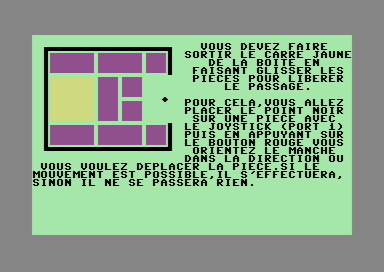 VOUS DEVEZ FAIRE
SORTIR LE CARRE JAUNE
DE LA BOITE EN
FAISANT GLISSER LES
PIECES POUR LIBERER
LE PASSAGE.
POUR CELA,VOUS ALLEZ
PLACER LE POINT NOIR
SUR UNE PIECE AVEC
LE JOYSTICK (PORT 1)
PUIS EN APPUYANT SUR
LE BOUTON ROUGE VOUS
ORIENTEZ LE MANCHE
DANS LA DIRECTION OU
VOUS VOULEZ DEPLACER LA PIECE.SI LE
MOUVEMENT EST POSSIBLE,IL S'EFFECTUERA,
SINON IL NE SE PASSERA RIEN.